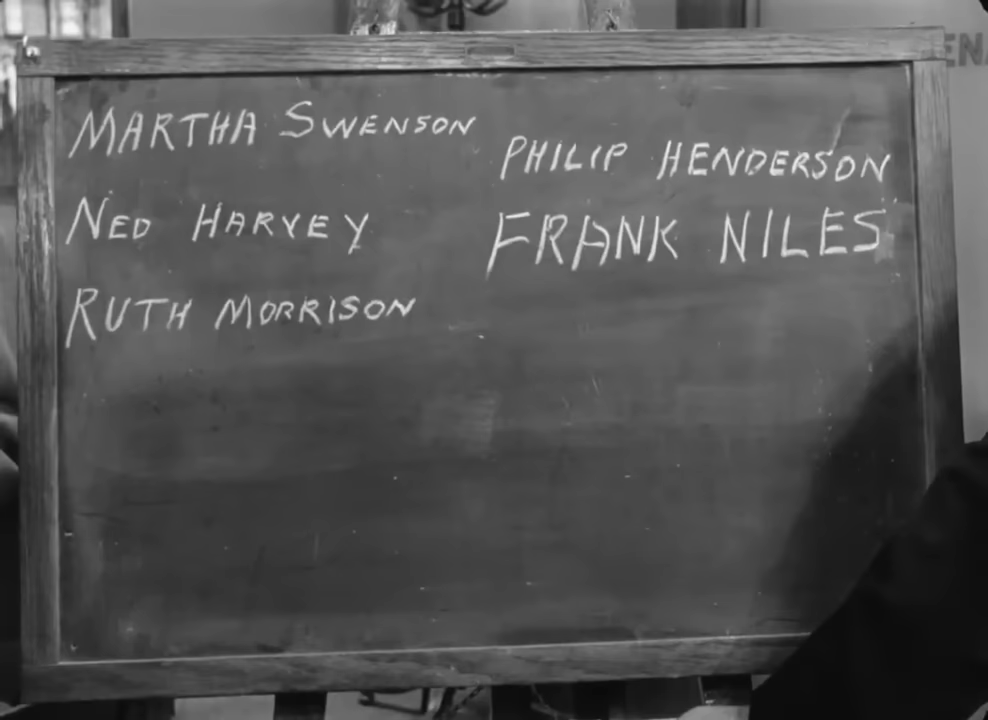 MARTHA SWENSON
NED HARVEY
RUTH MORRISON
PHILIP HENDERSON
FRANK NILES